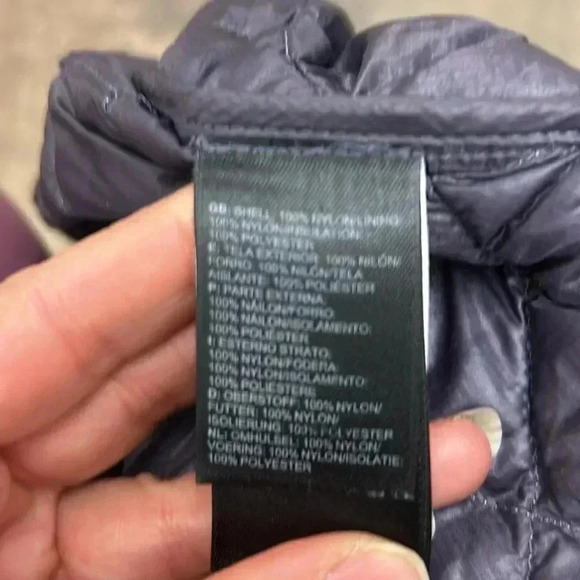 GB: SHELL, 100% NYLON/LINING:
100% NYLON/INSULATION:
100% POLYESTER
E: TELA EXTERIOR: 100% NILÓN/
FORRO: 100% NILÓN/TELA
AISLANTE: 100% POLIÉSTER
P: PARTE EXTERNA:
100% NÁILON/FORRO:
100% NÁILON/ISOLAMENTO:
100% POLIÉSTER
I: ESTERNO STRATO:
100% NYLON/FODERA:
100% NYLON/ISOLAMENTO:
100% POLIESTERE
D: OBERSTOFF: 100% NYLON/
FUTTER: 100% NYLON/
ISOLIERUNG: 100% POLYESTER
NL: OMHULSEL: 100% NYLON/
VOERING: 100% NYLON/ISOLATIE:
100% POLYESTER